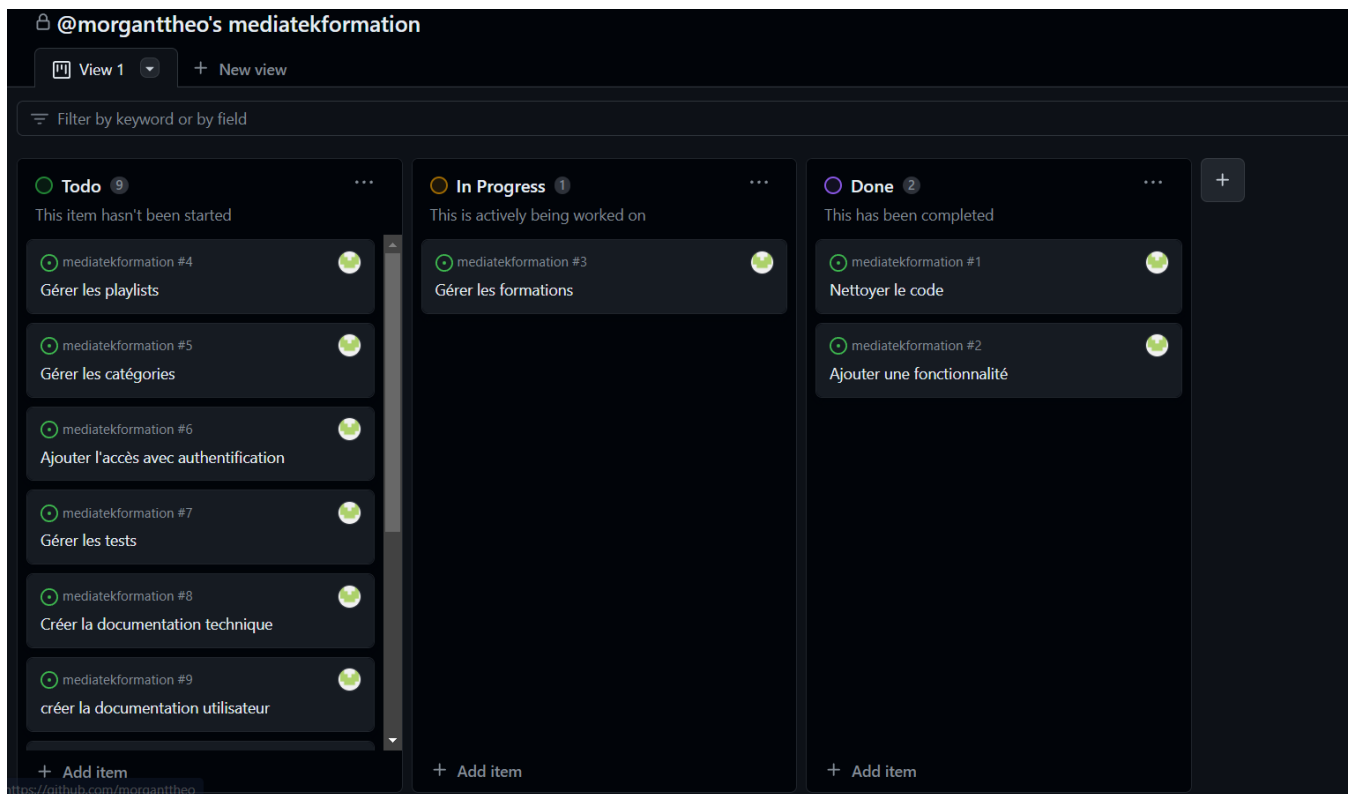 @morganttheo's mediatekformation
View 1
+ New view
Filter by keyword or by field
Todo 9
This item hasn't been started
mediatekformation #4
Gérer les playlists
mediatekformation #5
Gérer les catégories
mediatekformation #6
Ajouter l'accès avec authentification
mediatekformation #7
Gérer les tests
mediatekformation #8
Créer la documentation technique
mediatekformation #9
créer la documentation utilisateur
+ Add item
In Progress 1
This is actively being worked on
mediatekformation #3
Gérer les formations
+ Add item
Done 2
This has been completed
mediatekformation #1
Nettoyer le code
mediatekformation #2
Ajouter une fonctionnalité
+ Add item
+
https://github.com/morganttheo